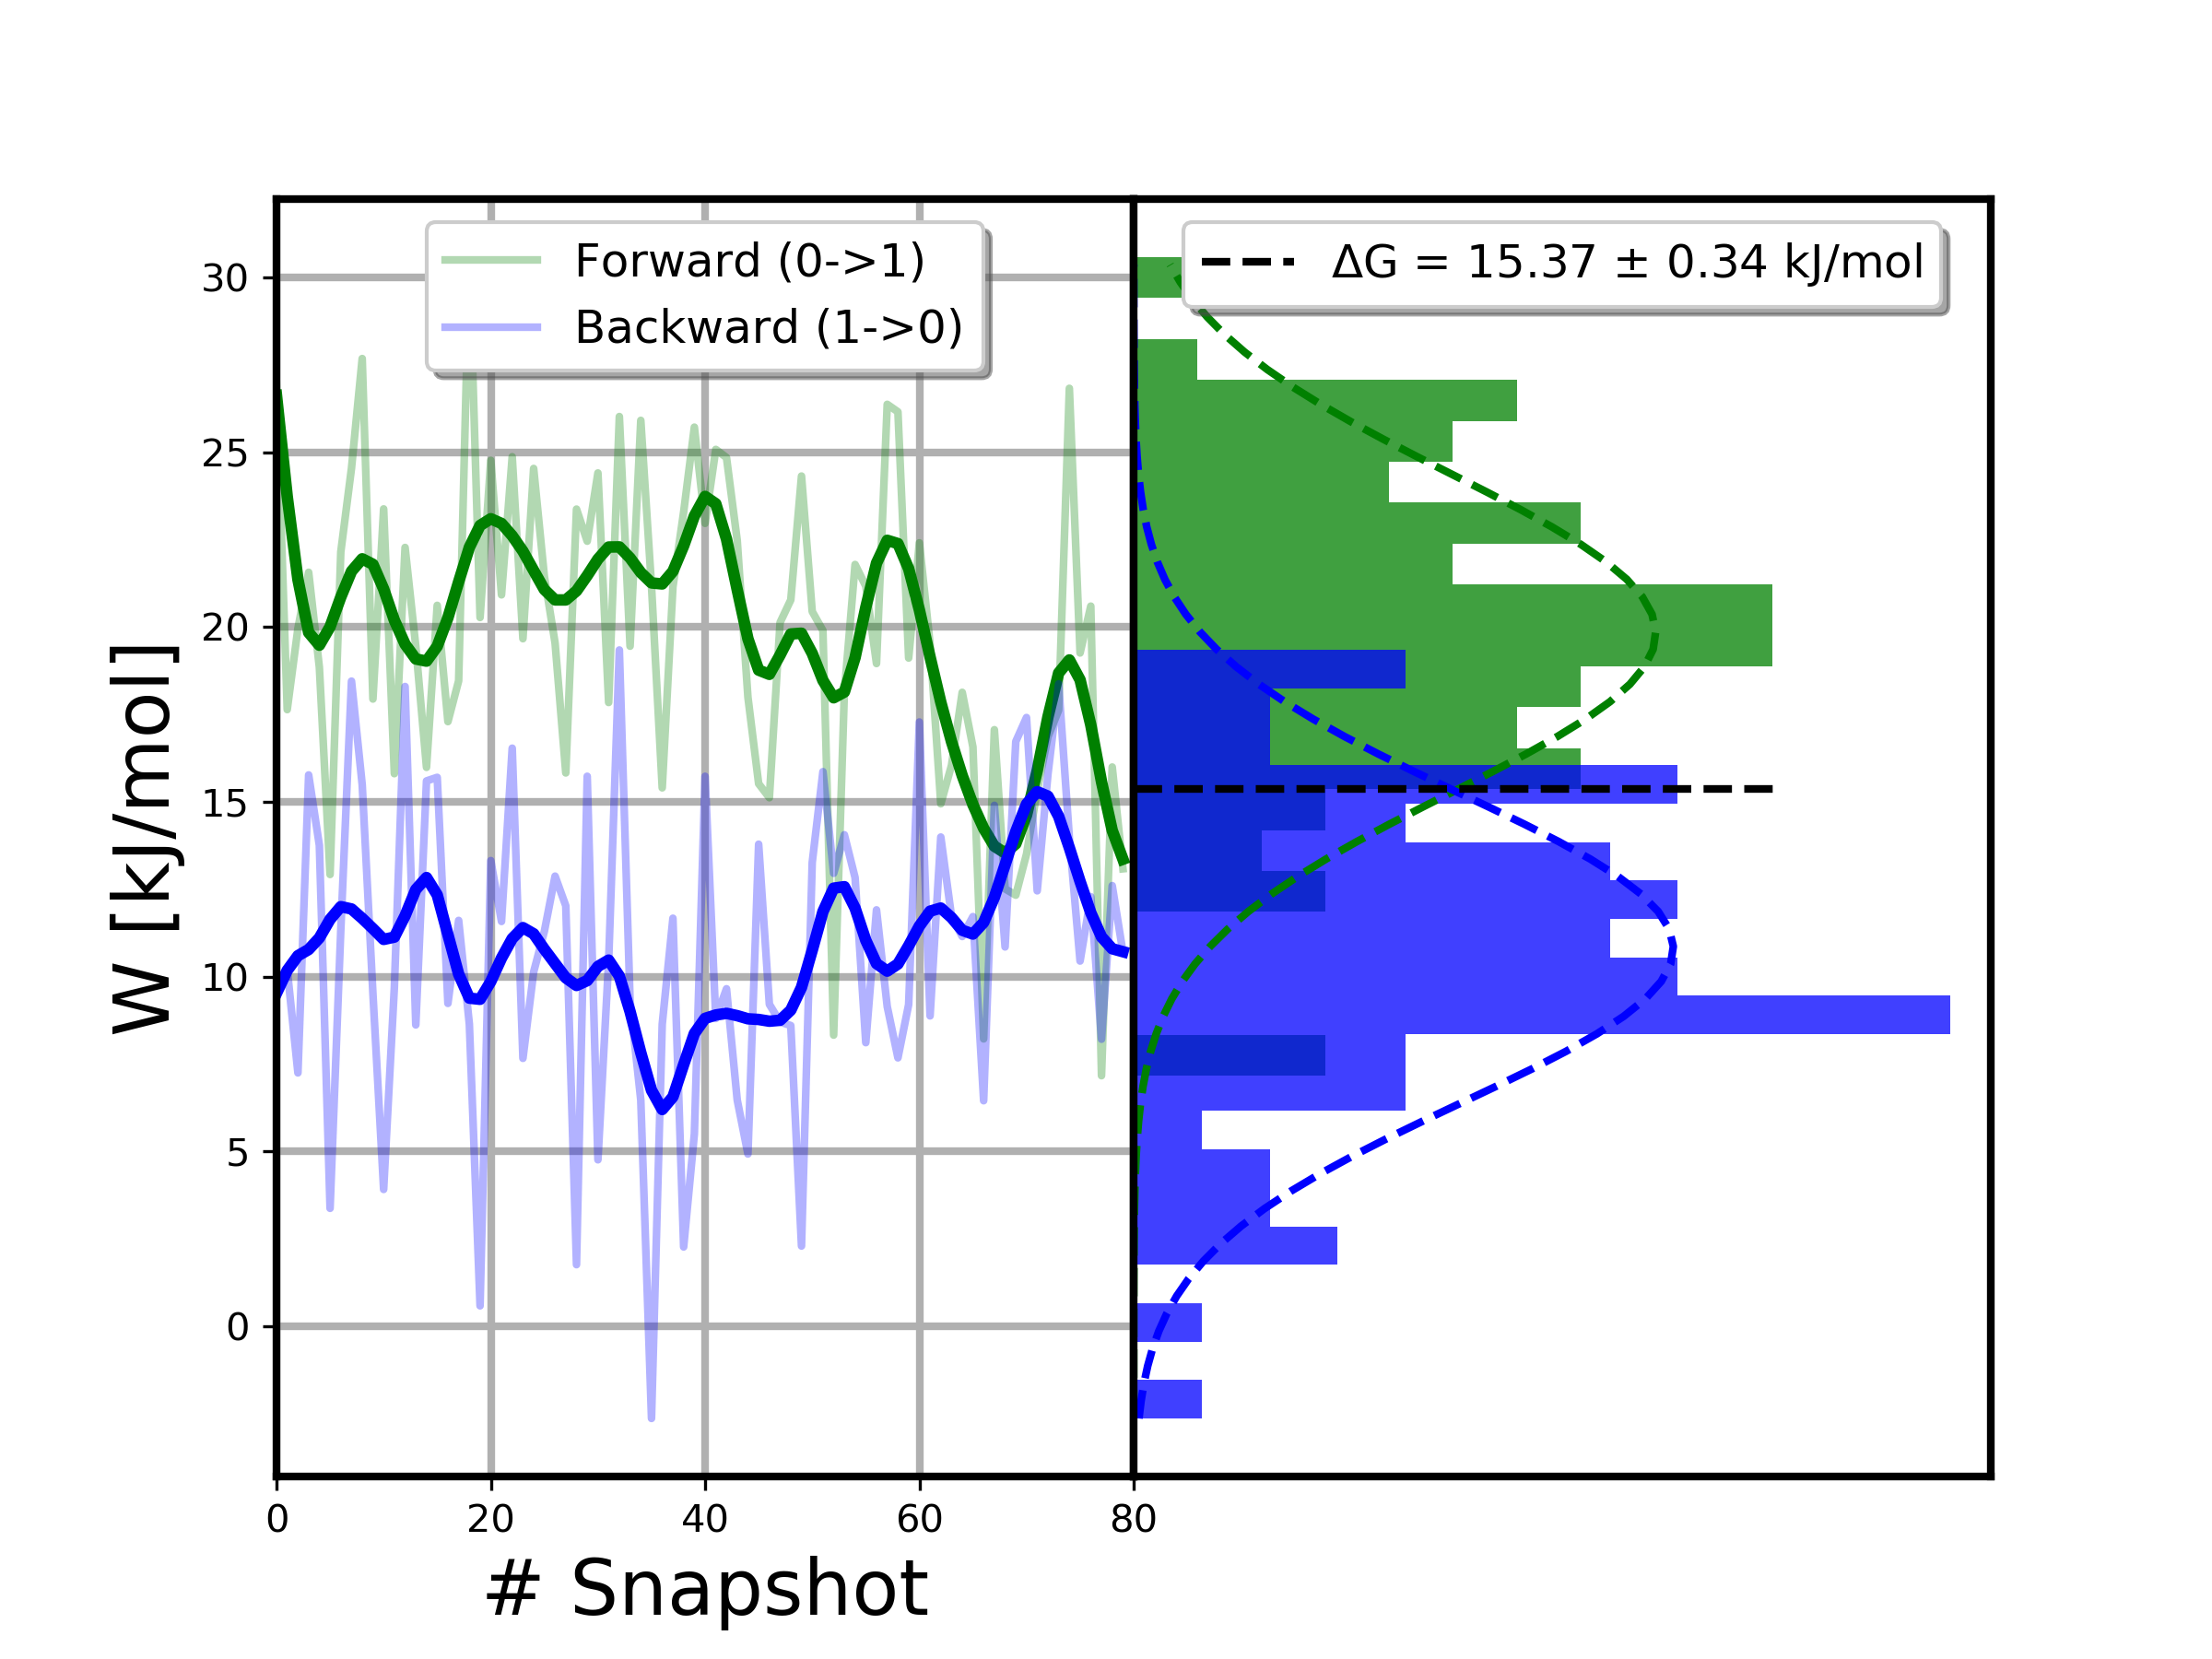 Forward (0->1)
Backward (1->0)
ΔG = 15.37 ± 0.34 kJ/mol
W [kJ/mol]
30
25
20
15
10
5
0
0 20 40 60 80
# Snapshot